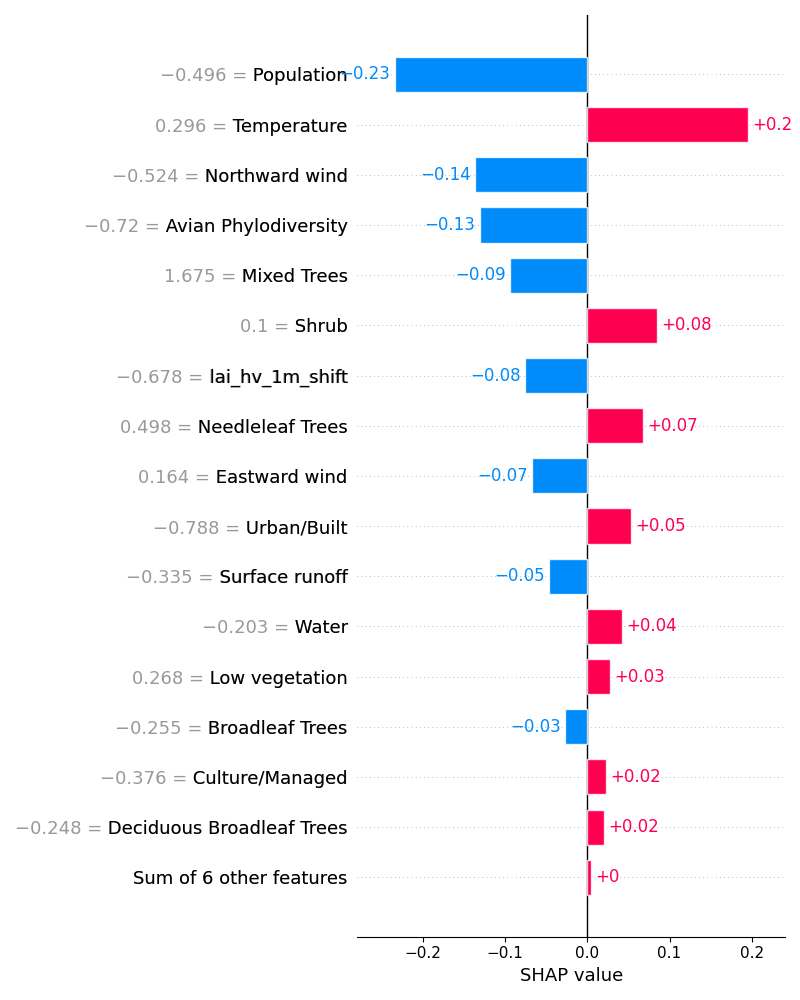 −0.496 = Population −0.23
0.296 = Temperature +0.2
−0.524 = Northward wind −0.14
−0.72 = Avian Phylodiversity −0.13
1.675 = Mixed Trees −0.09
0.1 = Shrub +0.08
−0.678 = lai_hv_1m_shift −0.08
0.498 = Needleleaf Trees +0.07
0.164 = Eastward wind −0.07
−0.788 = Urban/Built +0.05
−0.335 = Surface runoff −0.05
−0.203 = Water +0.04
0.268 = Low vegetation +0.03
−0.255 = Broadleaf Trees −0.03
−0.376 = Culture/Managed +0.02
−0.248 = Deciduous Broadleaf Trees +0.02
Sum of 6 other features +0
−0.2 −0.1 0.0 0.1 0.2
SHAP value